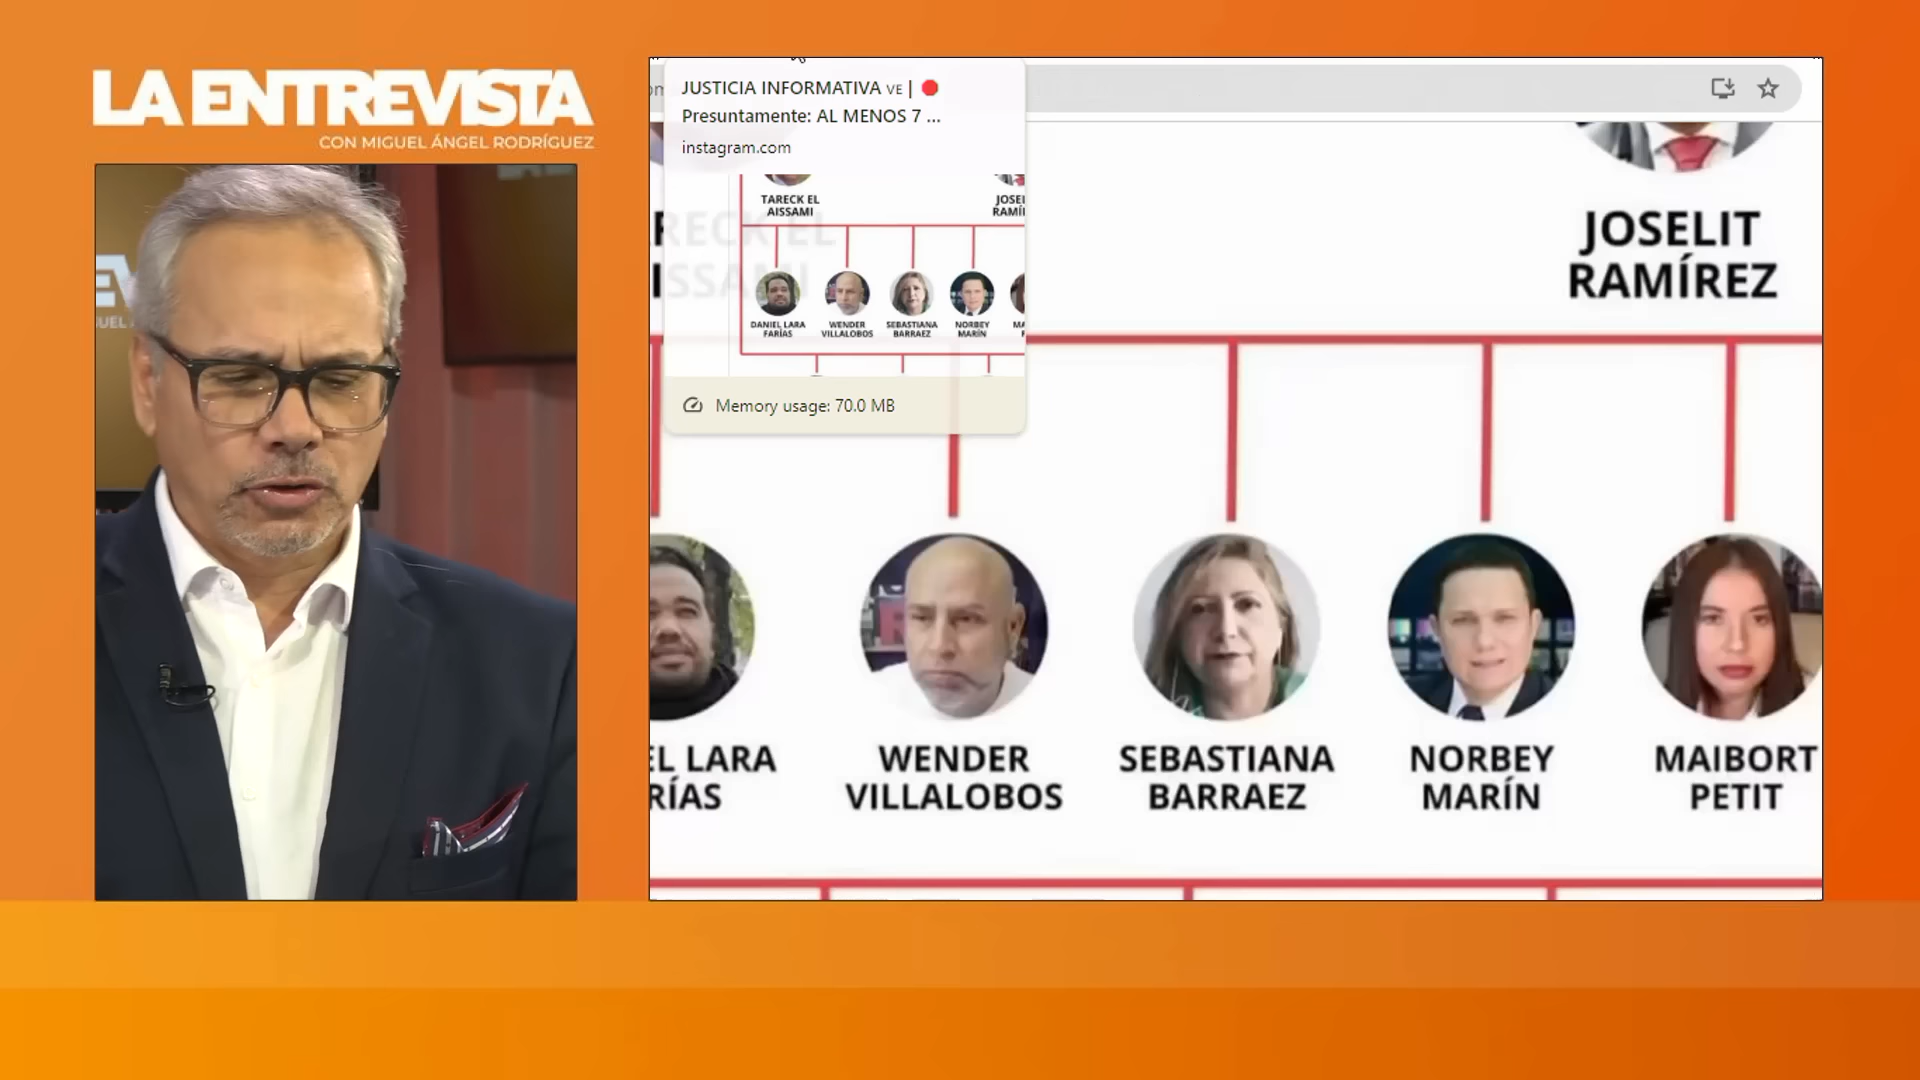 LA ENTREVISTA
CON MIGUEL ÁNGEL RODRÍGUEZ
JUSTICIA INFORMATIVA VE |
Presuntamente: AL MENOS 7 ...
instagram.com
TARECK EL
AISSAMI
DANIEL LARA
FARÍAS
WENDER
VILLALOBOS
SEBASTIANA
BARRAEZ
NORBEY
MARÍN
Memory usage: 70.0 MB
JOSELIT
RAMÍREZ
EL LARA
RÍAS
WENDER
VILLALOBOS
SEBASTIANA
BARRAEZ
NORBEY
MARÍN
MAIBORT
PETIT